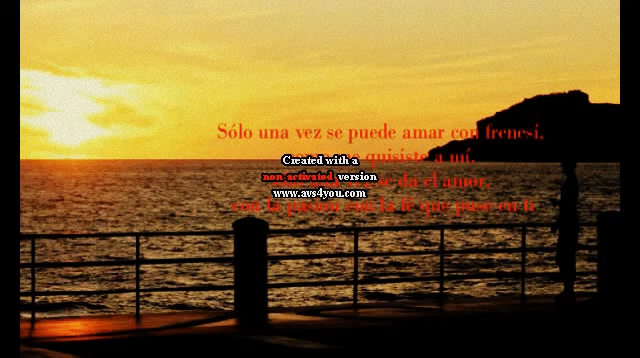 Sólo una vez se puede amar con frenesí,
quisiste a mí,
se da el amor,
con la pasión con la fé que puse en ti
Created with a
non activated version
www.avs4you.com